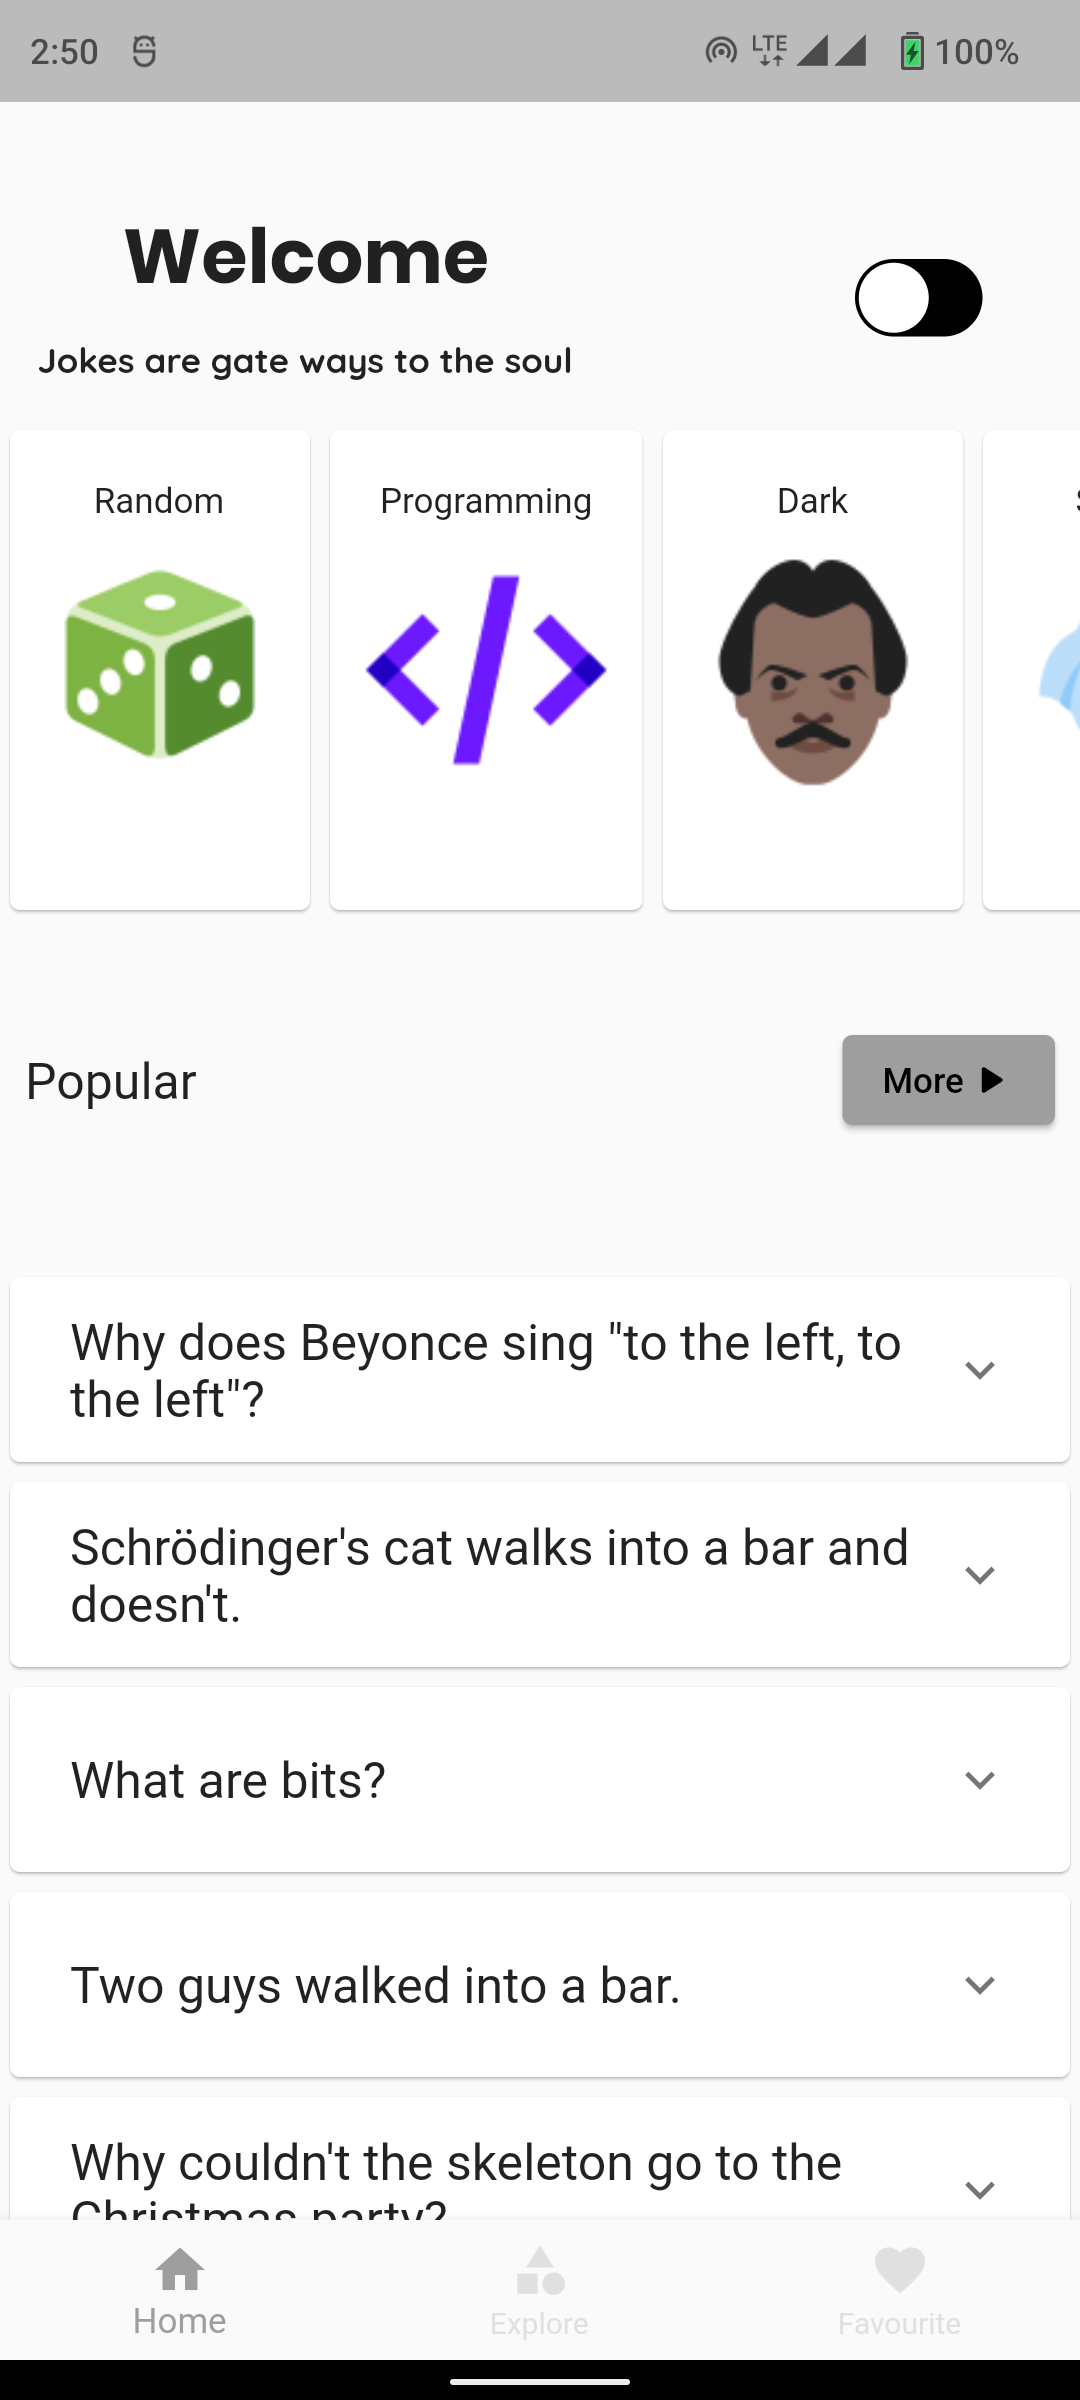 2:50
LTE
100%
Welcome
Jokes are gate ways to the soul
Random
Programming
Dark
Popular
More
Why does Beyonce sing "to the left, to
the left"?
Schrödinger's cat walks into a bar and
doesn't.
What are bits?
Two guys walked into a bar.
Why couldn't the skeleton go to the
Christmas party?
Home
Explore
Favourite